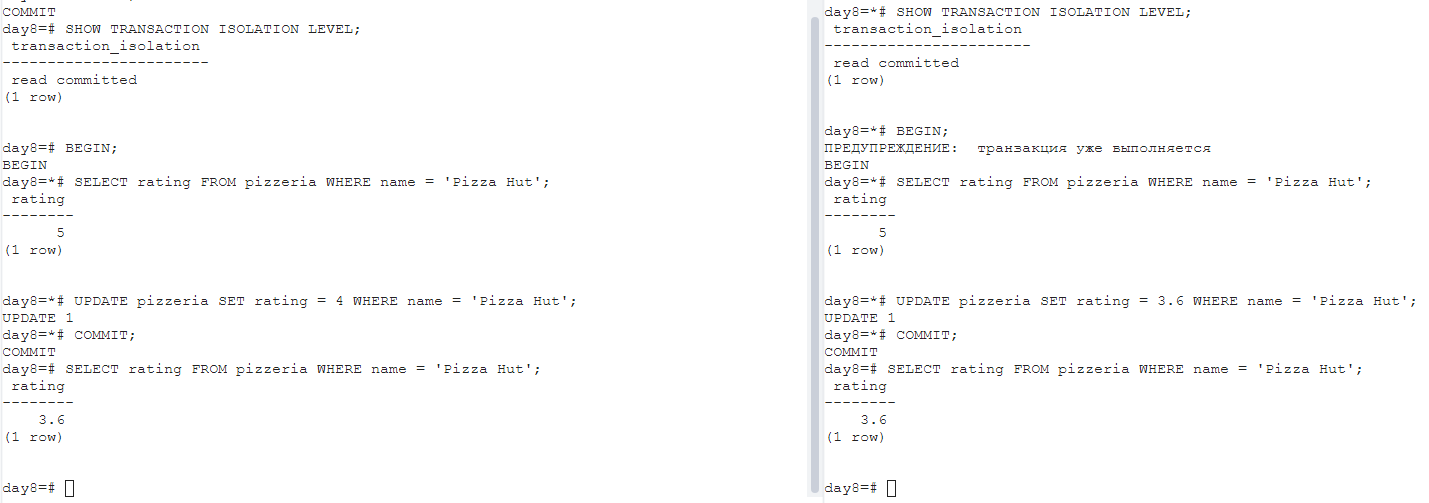 COMMIT
day8=# SHOW TRANSACTION ISOLATION LEVEL;
transaction_isolation
-----------------------
read committed
(1 row)
day8=# BEGIN;
BEGIN
day8=*# SELECT rating FROM pizzeria WHERE name = 'Pizza Hut';
rating
--------
5
(1 row)
day8=*# UPDATE pizzeria SET rating = 4 WHERE name = 'Pizza Hut';
UPDATE 1
day8=*# COMMIT;
COMMIT
day8=# SELECT rating FROM pizzeria WHERE name = 'Pizza Hut';
rating
--------
3.6
(1 row)
day8=#
day8=*# SHOW TRANSACTION ISOLATION LEVEL;
transaction_isolation
-----------------------
read committed
(1 row)
day8=*# BEGIN;
ПРЕДУПРЕЖДЕНИЕ:  транзакция уже выполняется
BEGIN
day8=*# SELECT rating FROM pizzeria WHERE name = 'Pizza Hut';
rating
--------
5
(1 row)
day8=*# UPDATE pizzeria SET rating = 3.6 WHERE name = 'Pizza Hut';
UPDATE 1
day8=*# COMMIT;
COMMIT
day8=# SELECT rating FROM pizzeria WHERE name = 'Pizza Hut';
rating
--------
3.6
(1 row)
day8=#